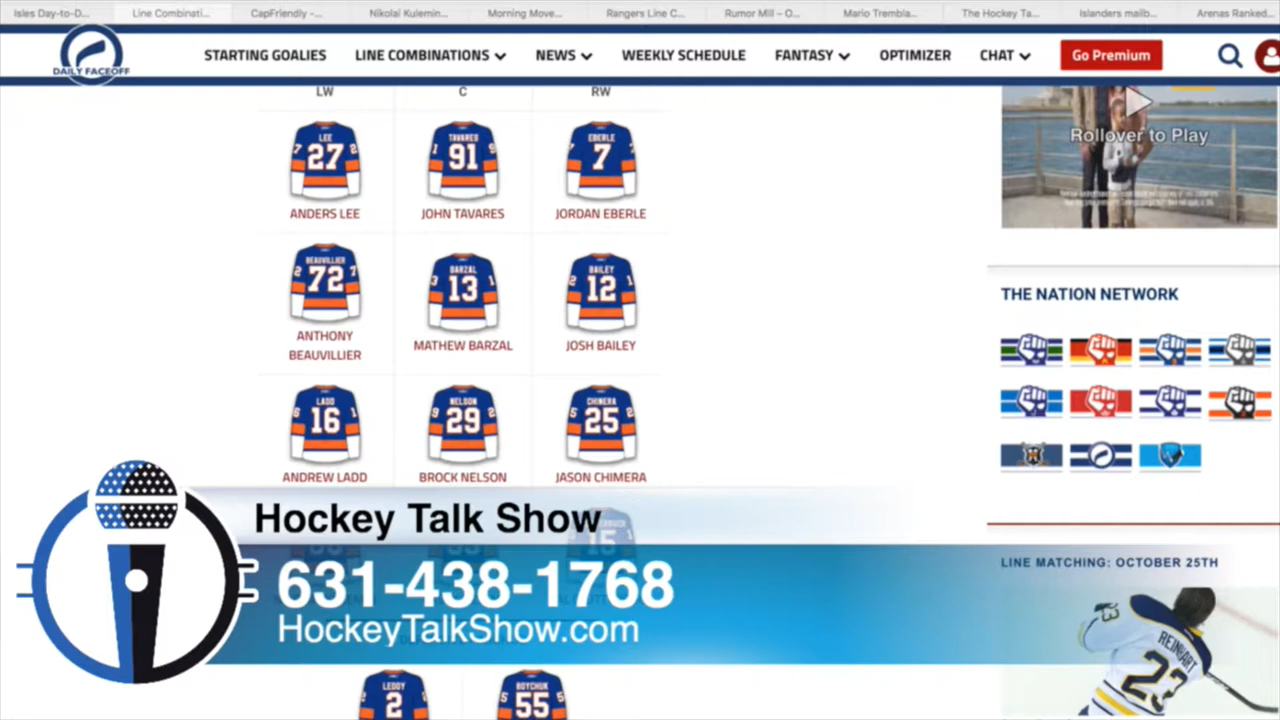 Isles Day-to-D...
Line Combinati...
CapFriendly –...
Nikolai Kulemin...
Morning Move...
Rangers Line C...
Rumor Mill – O...
Mario Trembla...
The Hockey Ta...
Islanders mailb...
Arenas Ranked...
DAILY FACEOFF
STARTING GOALIES
LINE COMBINATIONS
NEWS
WEEKLY SCHEDULE
FANTASY
OPTIMIZER
CHAT
Go Premium
LW
C
RW
LEE
27
TAVARES
91
EBERLE
7
ANDERS LEE
JOHN TAVARES
JORDAN EBERLE
BEAUVILLIER
72
BARZAL
13
BAILEY
12
ANTHONY
BEAUVILLIER
MATHEW BARZAL
JOSH BAILEY
LADD
16
NELSON
29
CHIMERA
25
ANDREW LADD
BROCK NELSON
JASON CHIMERA
15
Rollover to Play
THE NATION NETWORK
LINE MATCHING: OCTOBER 25TH
REINHART
23
Hockey Talk Show
631-438-1768
HockeyTalkShow.com
LEDDY
2
BOYCHUK
55